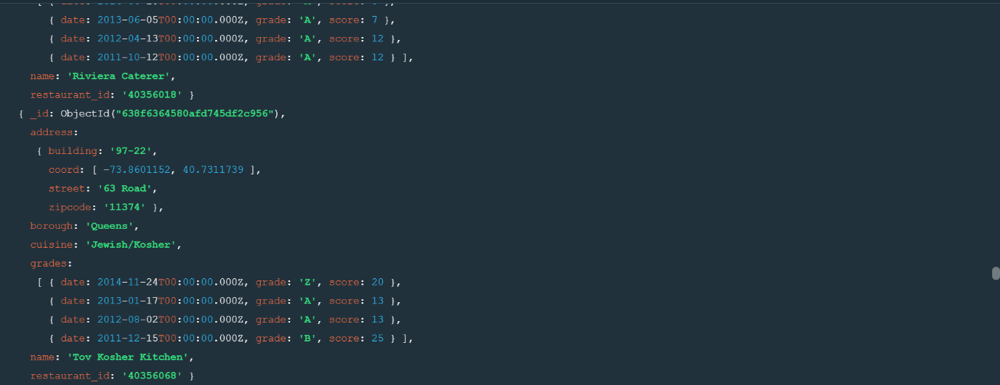 { date: 2013-06-05T00:00:00.000Z, grade: 'A', score: 7 },
{ date: 2012-04-13T00:00:00.000Z, grade: 'A', score: 12 },
{ date: 2011-10-12T00:00:00.000Z, grade: 'A', score: 12 } ],
name: 'Riviera Caterer',
restaurant_id: '40356018' }
{ _id: ObjectId("638f6364580afd745df2c956"),
address:
{ building: '97-22',
coord: [ -73.8601152, 40.7311739 ],
street: '63 Road',
zipcode: '11374' },
borough: 'Queens',
cuisine: 'Jewish/Kosher',
grades:
[ { date: 2014-11-24T00:00:00.000Z, grade: 'Z', score: 20 },
{ date: 2013-01-17T00:00:00.000Z, grade: 'A', score: 13 },
{ date: 2012-08-02T00:00:00.000Z, grade: 'A', score: 13 },
{ date: 2011-12-15T00:00:00.000Z, grade: 'B', score: 25 } ],
name: 'Tov Kosher Kitchen',
restaurant_id: '40356068' }